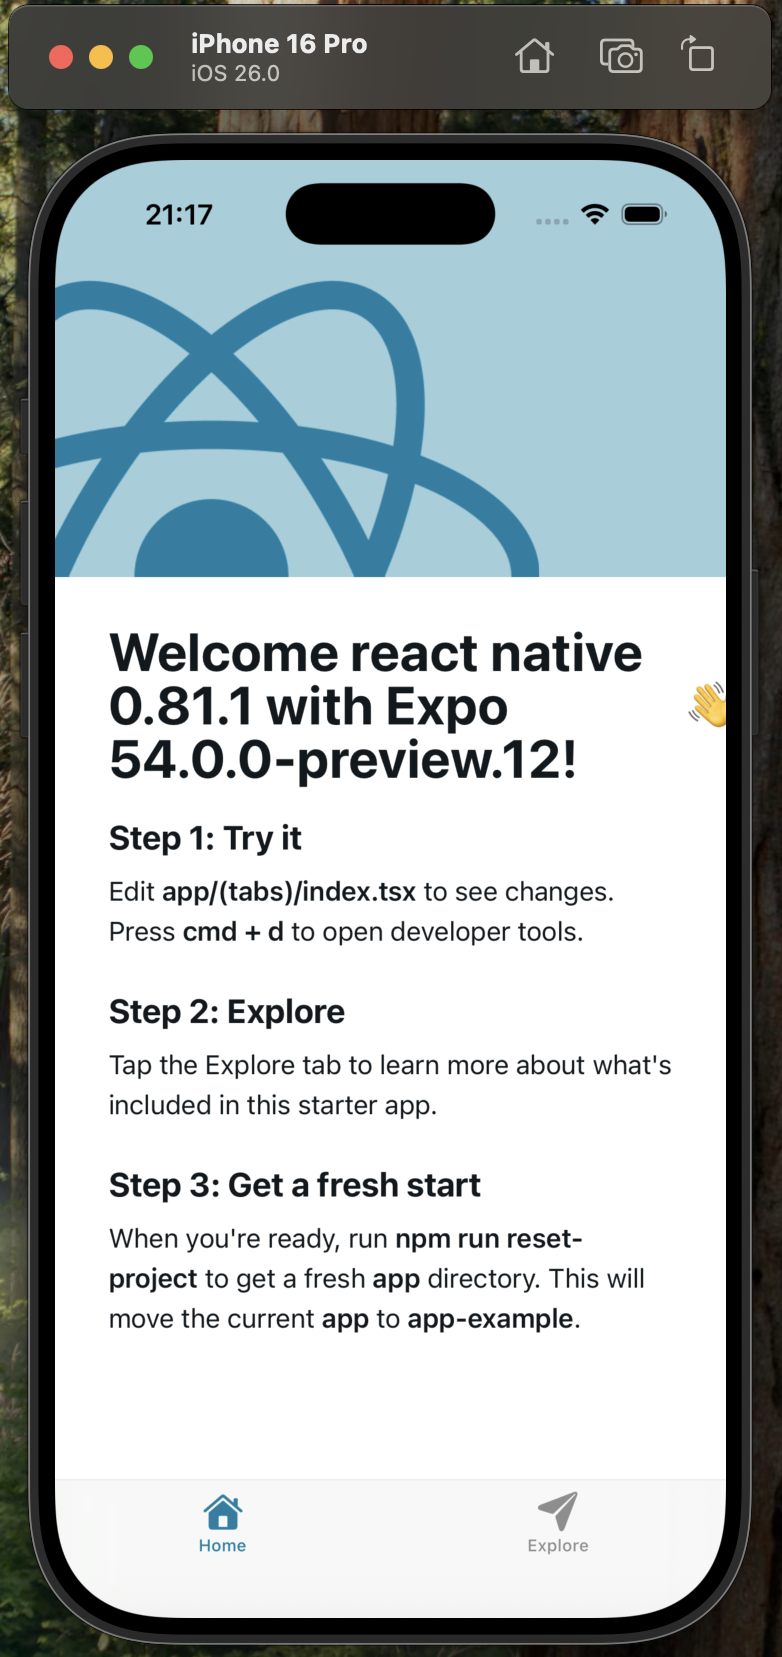 iPhone 16 Pro
iOS 26.0
21:17
Welcome react native
0.81.1 with Expo
54.0.0-preview.12!
👋
Step 1: Try it
Edit app/(tabs)/index.tsx to see changes.
Press cmd + d to open developer tools.
Step 2: Explore
Tap the Explore tab to learn more about what's
included in this starter app.
Step 3: Get a fresh start
When you're ready, run npm run reset-
project to get a fresh app directory. This will
move the current app to app-example.
Home
Explore